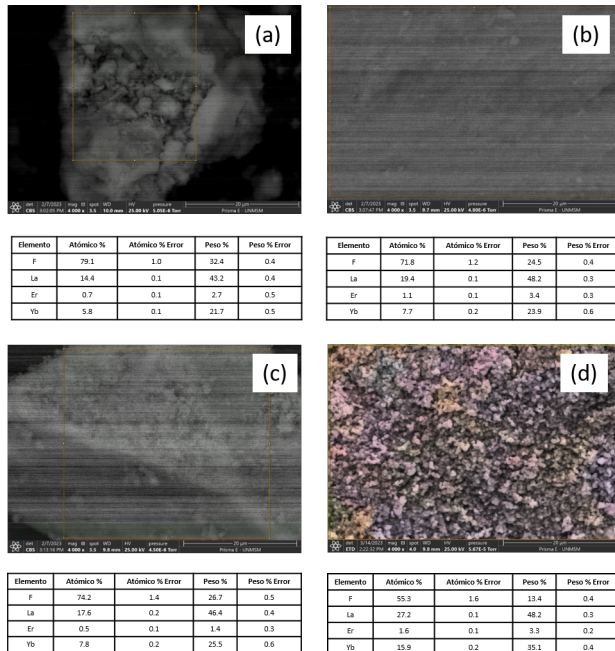 (a)
(b)
det 2/7/2023 mag spot WD HV pressure 20 µm
CBS 3:02:05 PM 4 000 x 3.5 10.0 mm 25.00 kV 5.05E-6 Torr Prisma E - UNMSM
det 2/7/2023 mag spot WD HV pressure 20 µm
CBS 3:07:47 PM 4 000 x 3.5 9.7 mm 25.00 kV 4.90E-6 Torr Prisma E - UNMSM
Elemento Atómico % Atómico % Error Peso % Peso % Error
F 79.1 1.0 32.4 0.4
La 14.4 0.1 43.2 0.4
Er 0.7 0.1 2.7 0.5
Yb 5.8 0.1 21.7 0.5
Elemento Atómico % Atómico % Error Peso % Peso % Error
F 71.8 1.2 24.5 0.4
La 19.4 0.1 48.2 0.3
Er 1.1 0.1 3.4 0.3
Yb 7.7 0.2 23.9 0.6
(c)
(d)
det 2/7/2023 mag spot WD HV pressure 20 µm
CBS 3:13:16 PM 4 000 x 3.5 9.8 mm 25.00 kV 4.50E-6 Torr Prisma E - UNMSM
det 3/14/2023 mag spot WD HV pressure 20 µm
ETD 2:22:32 PM 4 000 x 4.0 9.8 mm 25.00 kV Torr Prisma E - UNMSM
Elemento Atómico % Atómico % Error Peso % Peso % Error
F 74.2 1.4 26.7 0.5
La 17.6 0.2 46.4 0.4
Er 0.5 0.1 1.4 0.3
Yb 7.8 0.2 25.5 0.6
Elemento Atómico % Atómico % Error Peso % Peso % Error
F 55.3 1.6 13.4 0.4
La 27.2 0.1 48.2 0.3
Er 1.6 0.1 3.3 0.2
Yb 15.9 0.2 35.1 0.4